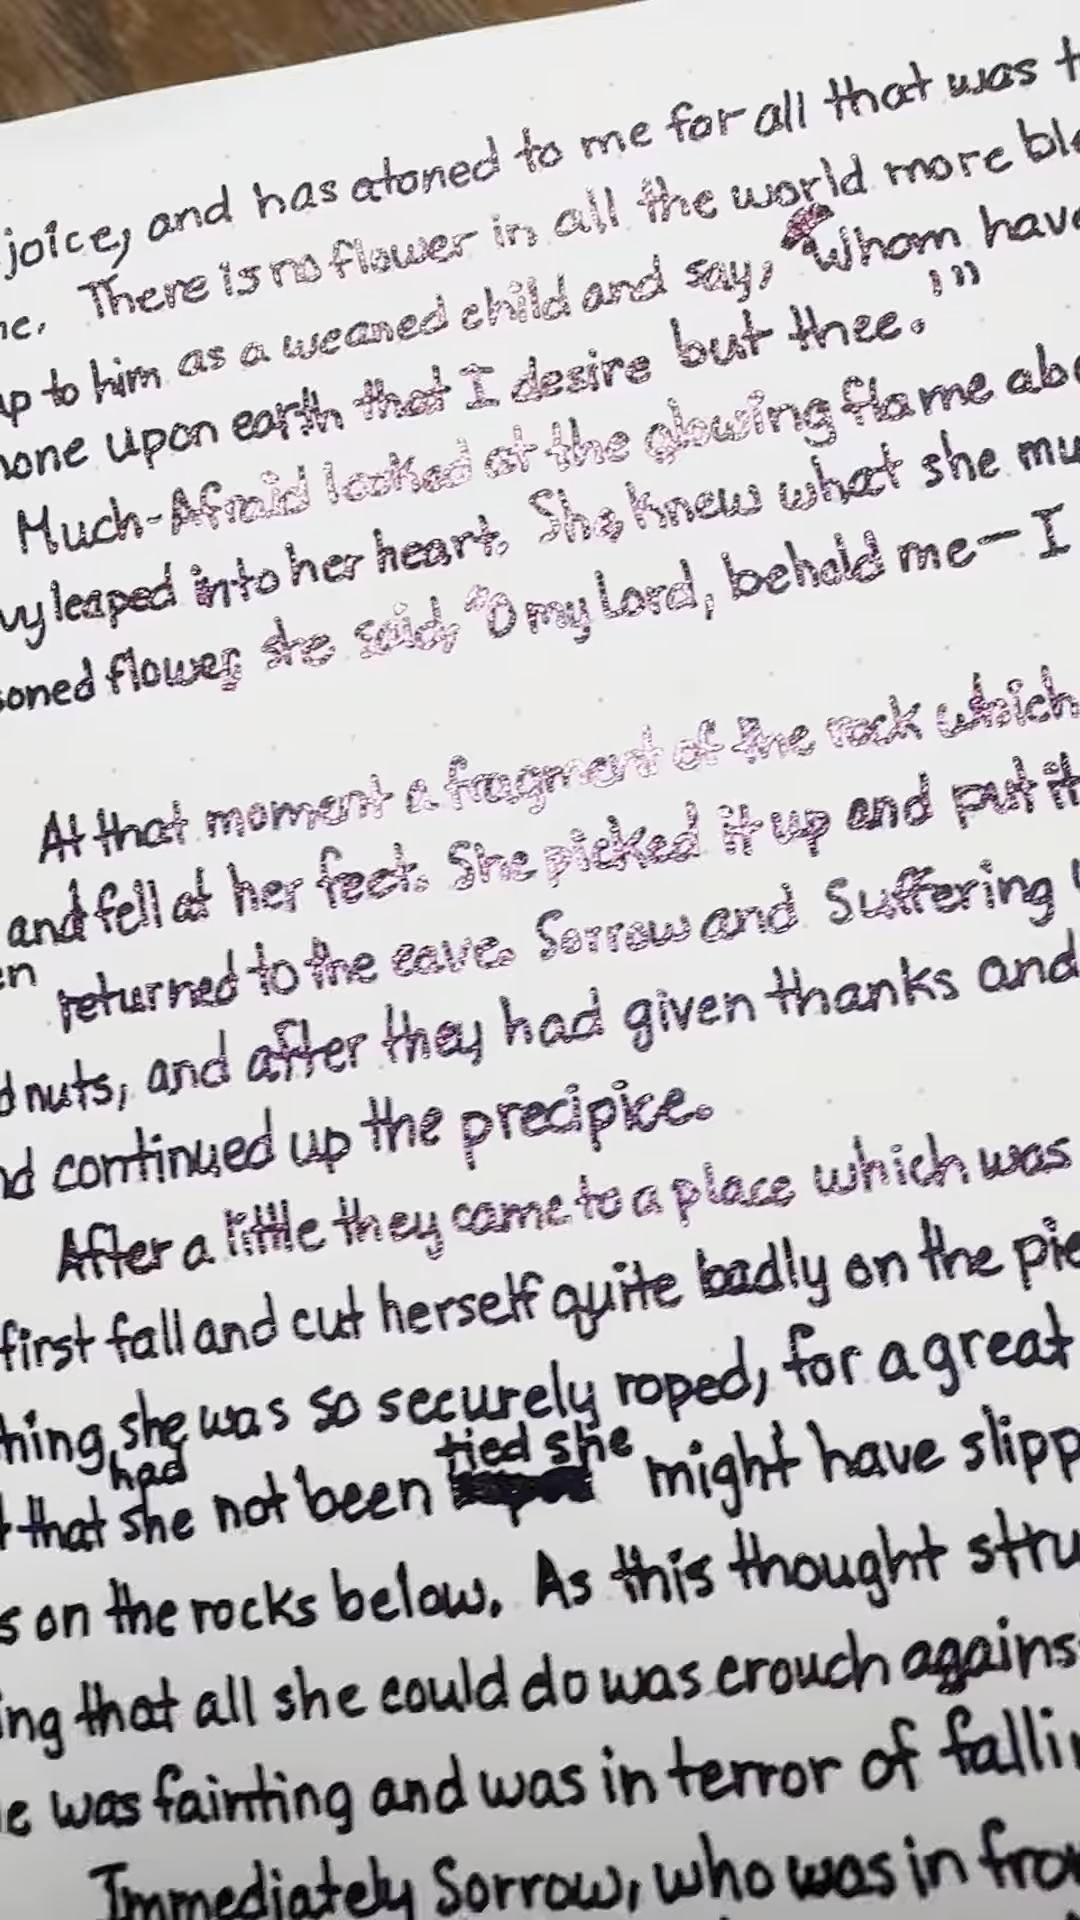 joice, and has atoned to me for all that was
There is no flower in all the world more
up to him as a weaned child and say, "Whom have
none upon earth that I desire but thee.'"
Much-Afraid looked at the glowing flame
leaped into her heart. She knew what she
flower, she said, "O my Lord, behold me—I
At that moment a fragment of the rock which
and fell at her feet. She picked it up and put it
returned to the cave. Sorrow and Suffering
nuts, and after they had given thanks and
continued up the precipice.
After a little they came to a place which was
first fall and cut herself quite badly on the
she was so securely roped, for a great
had tied she
that she not been might have slipp
on the rocks below. As this thought stru
ing that all she could do was crouch agains
was fainting and was in terror of falli
Immediately Sorrow, who was in fro